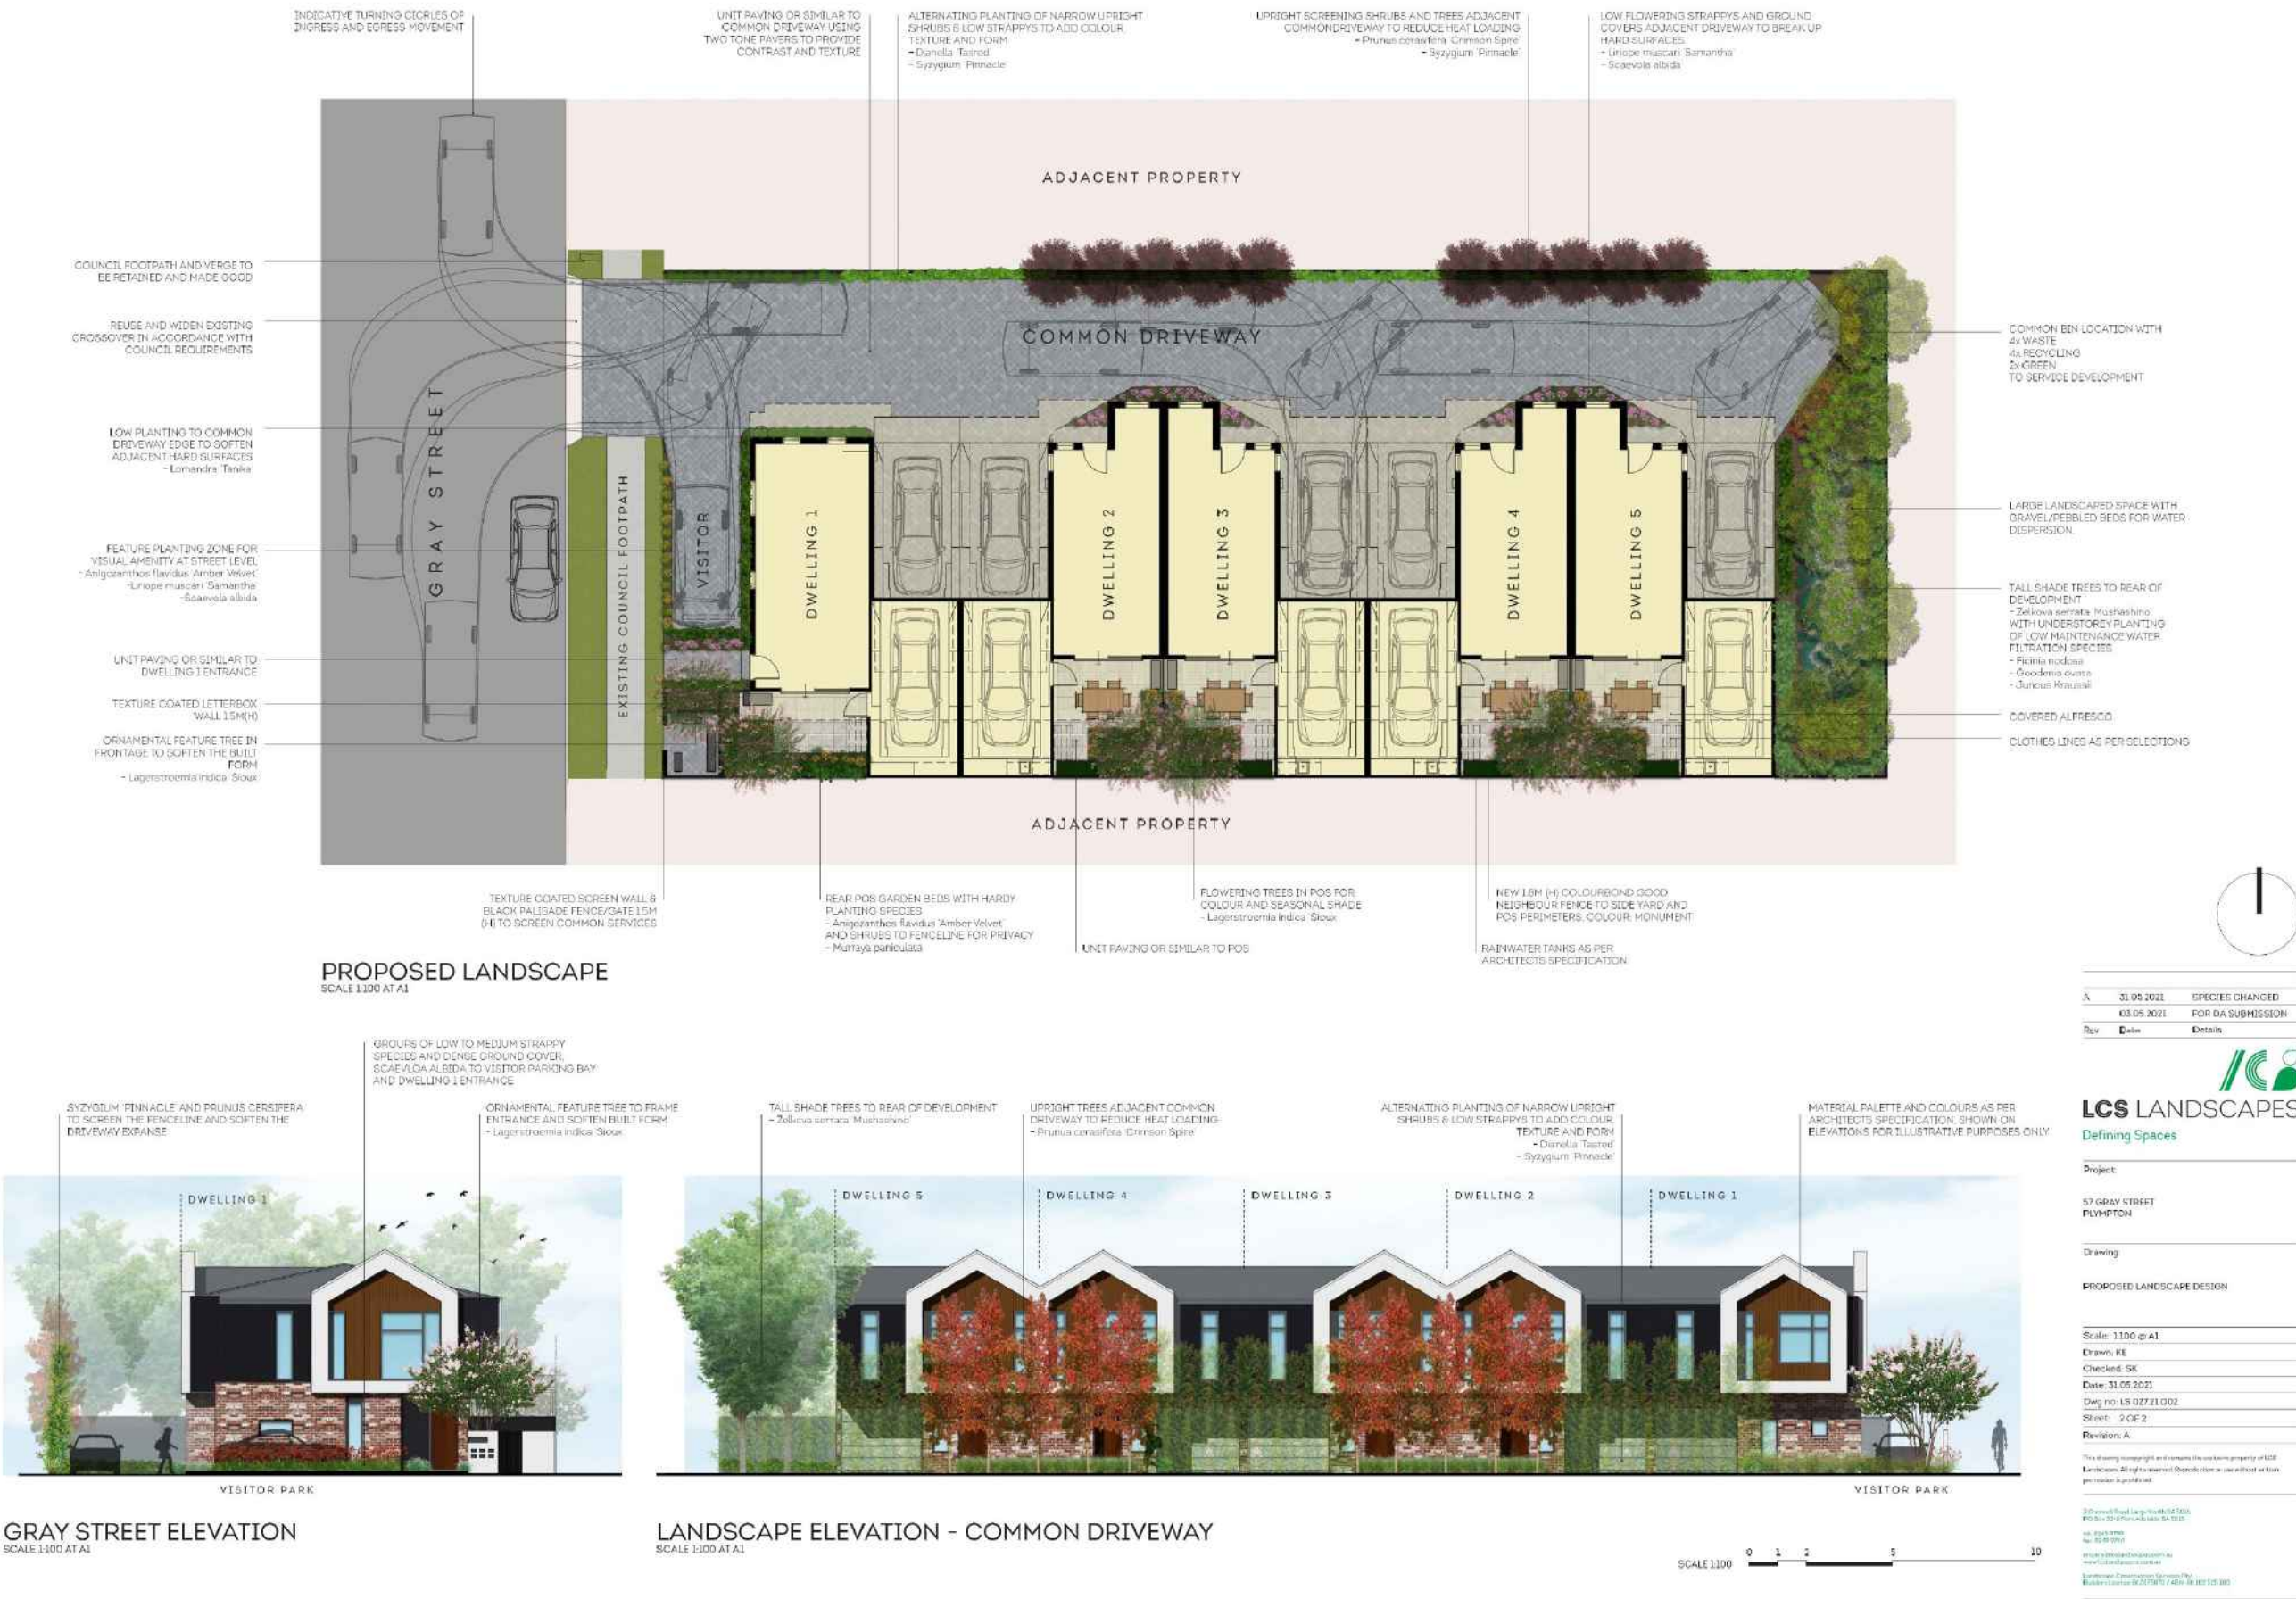 INDICATIVE TURNING CICRLES OF
INGRESS AND EGRESS MOVEMENT
UNIT PAVING OR SIMILAR TO
COMMON DRIVEWAY USING
TWO TONE PAVERS TO PROVIDE
CONTRAST AND TEXTURE
ALTERNATING PLANTING OF NARROW UPRIGHT
SHRUBS & LOW STRAPPYS TO ADD COLOUR
TEXTURE AND FORM
- Dianella 'Tasred'
- Syzygium 'Pinnacle'
UPRIGHT SCREENING SHRUBS AND TREES ADJACENT
COMMONDRIVEWAY TO REDUCE HEAT LOADING
- Prunus cerasifera 'Crimson Spire'
- Syzygium 'Pinnacle'
LOW FLOWERING STRAPPYS AND GROUND
COVERS ADJACENT DRIVEWAY TO BREAK UP
HARD SURFACES
- Liriope muscari 'Samantha'
- Scaevola albida
ADJACENT PROPERTY
COUNCIL FOOTPATH AND VERGE TO
BE RETAINED AND MADE GOOD
REUSE AND WIDEN EXISTING
CROSSOVER IN ACCORDANCE WITH
COUNCIL REQUIREMENTS
LOW PLANTING TO COMMON
DRIVEWAY EDGE TO SOFTEN
ADJACENT HARD SURFACES
- Lomandra 'Tanika'
FEATURE PLANTING ZONE FOR
VISUAL AMENITY AT STREET LEVEL
- Anigozanthos flavidus 'Amber Velvet'
-Liriope muscari 'Samantha'
-Scaevola albida
UNIT PAVING OR SIMILAR TO
DWELLING 1 ENTRANCE
TEXTURE COATED LETTERBOX
WALL 1.5M(H)
ORNAMENTAL FEATURE TREE IN
FRONTAGE TO SOFTEN THE BUILT
FORM
- Lagerstroemia indica 'Sioux'
GRAY STREET
EXISTING COUNCIL FOOTPATH
VISITOR
COMMON DRIVEWAY
DWELLING 1
DWELLING 2
DWELLING 3
DWELLING 4
DWELLING 5
COMMON BIN LOCATION WITH
4x WASTE
4x RECYCLING
2x GREEN
TO SERVICE DEVELOPMENT
LARGE LANDSCAPED SPACE WITH
GRAVEL/PEBBLED BEDS FOR WATER
DISPERSION.
TALL SHADE TREES TO REAR OF
DEVELOPMENT
- Zelkova serrata 'Mushashino'
WITH UNDERSTOREY PLANTING
OF LOW MAINTENANCE WATER
FILTRATION SPECIES
- Ficinia nodosa
- Goodenia ovata
- Juncus Kraussii
COVERED ALFRESCO
CLOTHES LINES AS PER SELECTIONS
ADJACENT PROPERTY
TEXTURE COATED SCREEN WALL &
BLACK PALISADE FENCE/GATE 1.5M
(H) TO SCREEN COMMON SERVICES
REAR POS GARDEN BEDS WITH HARDY
PLANTING SPECIES
- Anigozanthos flavidus 'Amber Velvet'
AND SHRUBS TO FENCELINE FOR PRIVACY
- Murraya paniculata
UNIT PAVING OR SIMILAR TO POS
FLOWERING TREES IN POS FOR
COLOUR AND SEASONAL SHADE
- Lagerstroemia indica 'Sioux'
NEW 1.8M (H) COLOURBOND GOOD
NEIGHBOUR FENCE TO SIDE YARD AND
POS PERIMETERS. COLOUR: MONUMENT
RAINWATER TANKS AS PER
ARCHITECTS SPECIFICATION
PROPOSED LANDSCAPE
SCALE 1:100 AT A1
GROUPS OF LOW TO MEDIUM STRAPPY
SPECIES AND DENSE GROUND COVER,
SCAEVLOA ALBIDA TO VISITOR PARKING BAY
AND DWELLING 1 ENTRANCE
SYZYGIUM 'PINNACLE' AND PRUNUS CERSIFERA
TO SCREEN THE FENCELINE AND SOFTEN THE
DRIVEWAY EXPANSE
ORNAMENTAL FEATURE TREE TO FRAME
ENTRANCE AND SOFTEN BUILT FORM
- Lagerstroemia indica 'Sioux'
TALL SHADE TREES TO REAR OF DEVELOPMENT
- Zelkova serrata 'Mushashino'
UPRIGHT TREES ADJACENT COMMON
DRIVEWAY TO REDUCE HEAT LOADING
- Prunus cerasifera 'Crimson Spire'
ALTERNATING PLANTING OF NARROW UPRIGHT
SHRUBS & LOW STRAPPYS TO ADD COLOUR,
TEXTURE AND FORM
- Dianella 'Tasred'
- Syzygium 'Pinnacle'
MATERIAL PALETTE AND COLOURS AS PER
ARCHITECTS SPECIFICATION, SHOWN ON
ELEVATIONS FOR ILLUSTRATIVE PURPOSES ONLY
DWELLING 1
VISITOR PARK
GRAY STREET ELEVATION
SCALE 1:100 AT A1
DWELLING 5
DWELLING 4
DWELLING 3
DWELLING 2
DWELLING 1
VISITOR PARK
LANDSCAPE ELEVATION - COMMON DRIVEWAY
SCALE 1:100 AT A1
SCALE 1:100
0 1 2 5 10
A 31.05.2021 SPECIES CHANGED
03.05.2021 FOR DA SUBMISSION
Rev Date Details
LCS LANDSCAPES
Defining Spaces
Project:
57 GRAY STREET
PLYMPTON
Drawing:
PROPOSED LANDSCAPE DESIGN
Scale: 1:100 @ A1
Drawn: KE
Checked: SK
Date: 31.05.2021
Dwg no: LS.027.21.002
Sheet: 2 OF 2
Revision: A